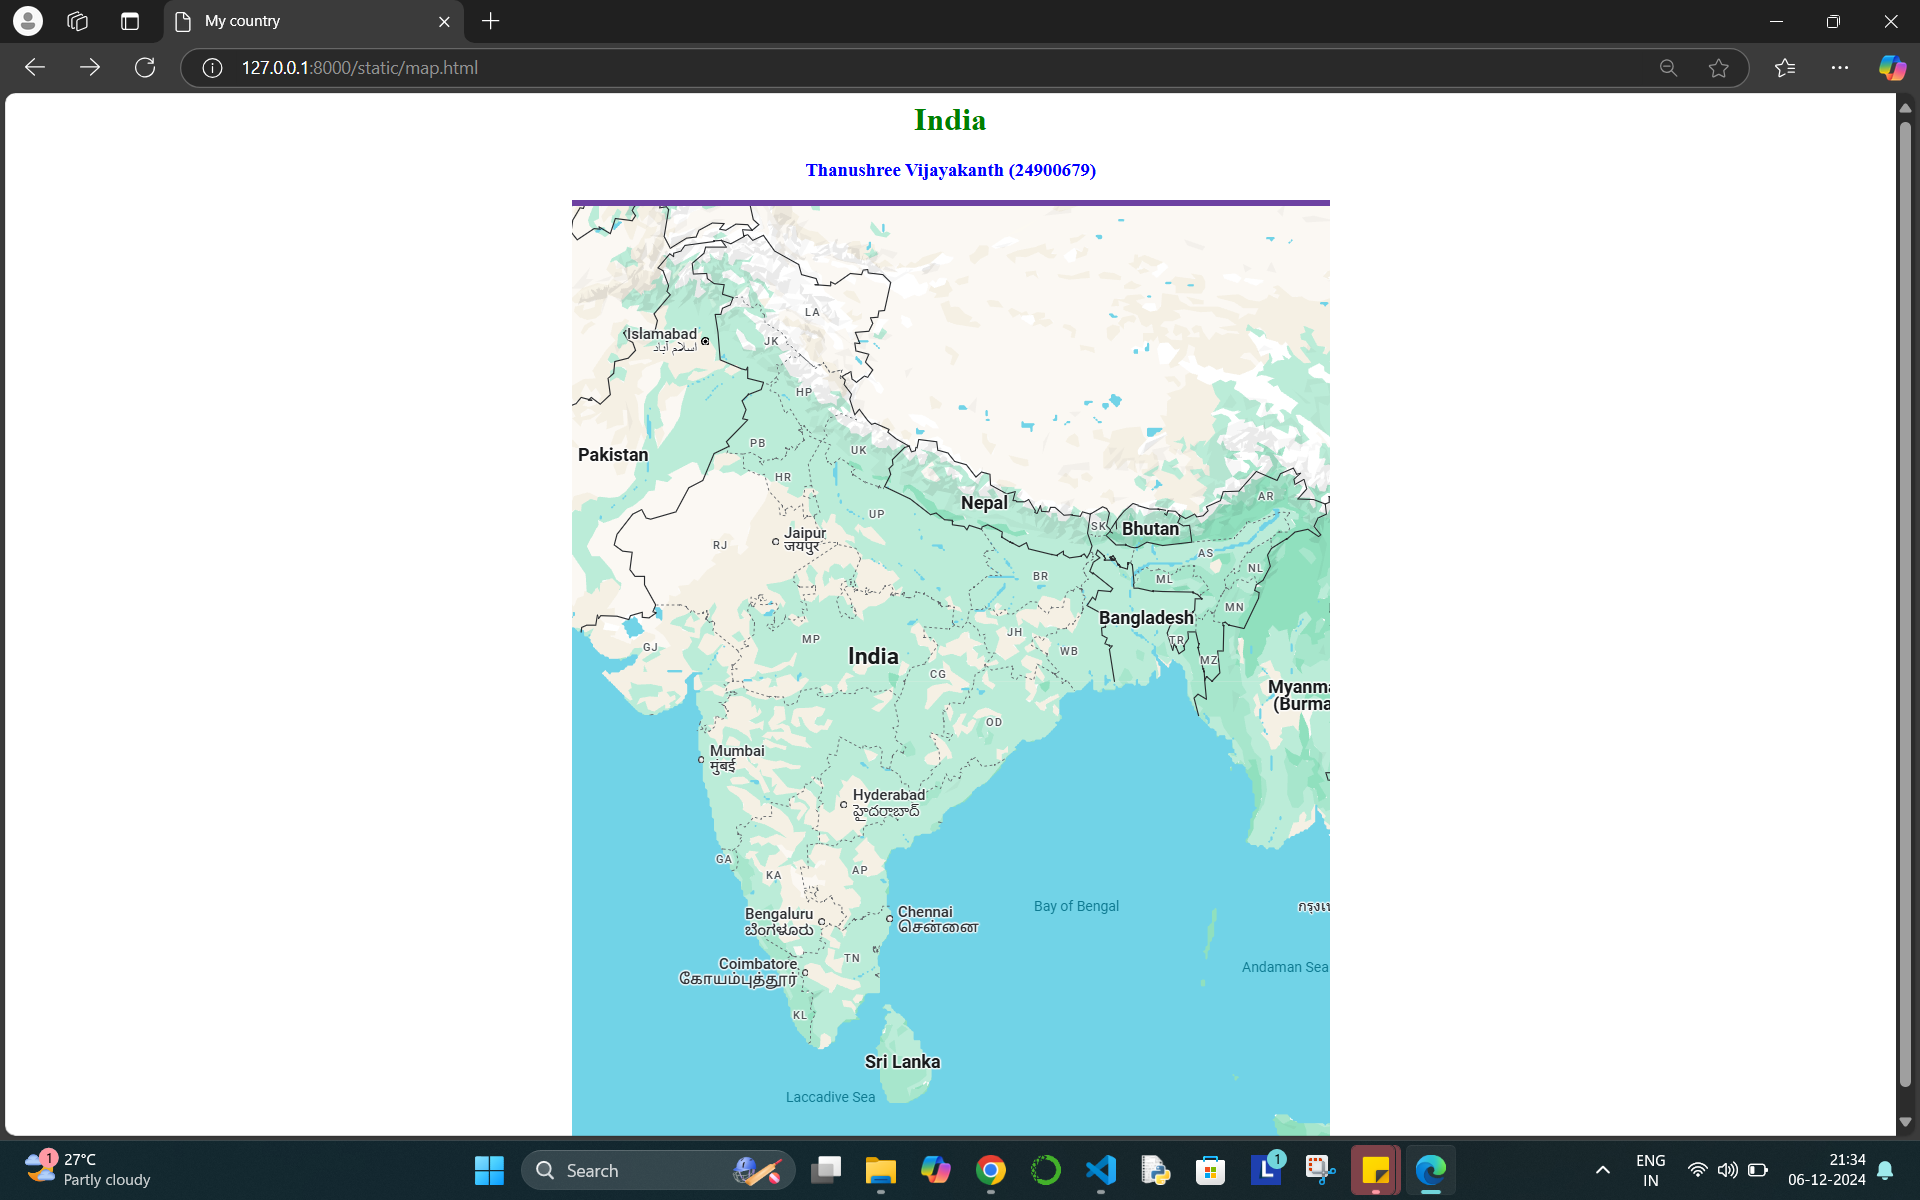 My country
127.0.0.1:8000/static/map.html
India
Thanushree Vijayakanth (24900679)
LA
Islamabad
اسلام آباد
JK
HP
PB
Pakistan
UK
HR
AR
Nepal
UP
SK
Bhutan
Jaipur
जयपुर
RJ
AS
NL
BR
ML
MN
Bangladesh
JH
TR
MP
GJ
WB
India
MZ
CG
Myanma
(Burma
OD
Mumbai
मुंबई
Hyderabad
హైదరాబాద్
GA
AP
KA
Bay of Bengal
กรุงเท
Bengaluru
ಬೆಂಗಳೂರು
Chennai
சென்னை
TN
Coimbatore
கோயம்புத்தூர்
Andaman Sea
KL
Sri Lanka
Laccadive Sea
1
27°C
Partly cloudy
Search
L
1
ENG
IN
21:34
06-12-2024